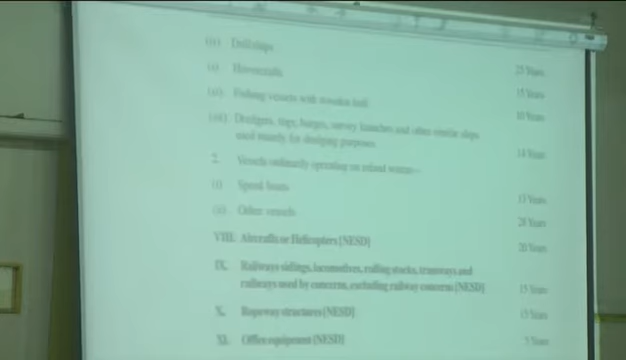 (iv) Drill ships
(v) Hovercrafts 25 Years
(vi) Fishing vessels with wooden hull 15 Years
10 Years
(vii) Dredgers, tugs, barges, survey launches and other similar ships
used mainly for dredging purposes 14 Years
2. Vessels ordinarily operating on inland waters—
(i) Speed boats 13 Years
(ii) Other vessels 28 Years
VIII. Aircrafts or Helicopters [NESD] 20 Years
IX. Railways sidings, locomotives, rolling stocks, tramways and
railways used by concerns, excluding railway concerns [NESD] 15 Years
X. Ropeway structures [NESD] 15 Years
XI. Office equipment [NESD] 5 Years